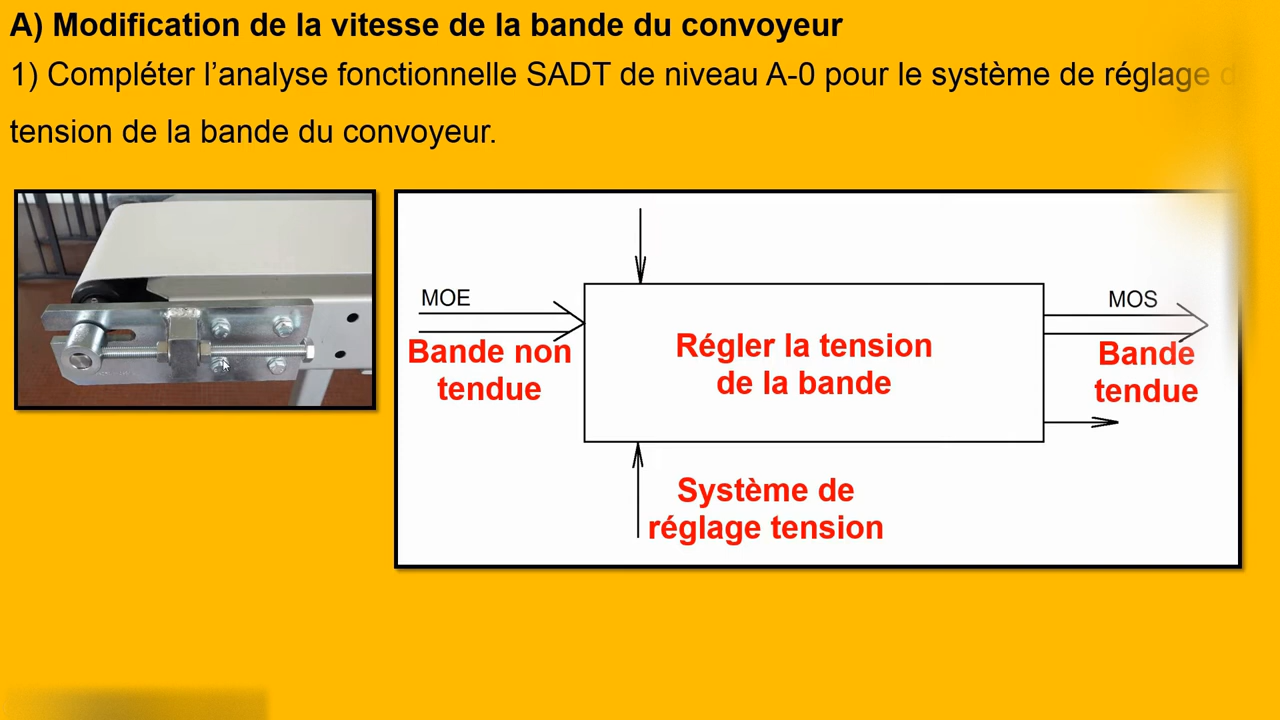 A) Modification de la vitesse de la bande du convoyeur
1) Compléter l’analyse fonctionnelle SADT de niveau A-0 pour le système de réglage
tension de la bande du convoyeur.
MOE
Bande non
tendue
Régler la tension
de la bande
MOS
Bande
tendue
Système de
réglage tension